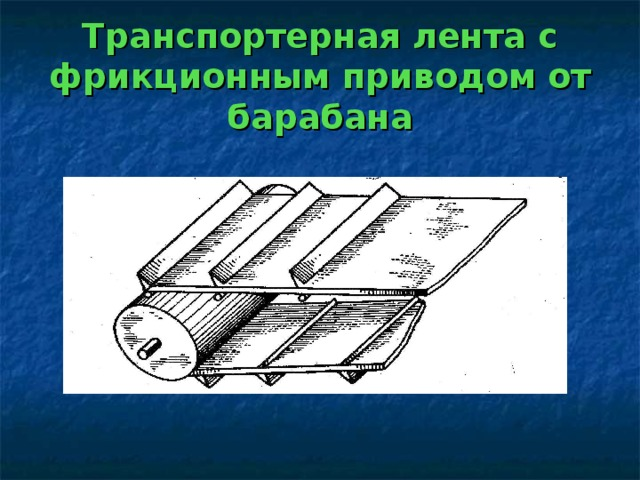 Транспортерная лента с
фрикционным приводом от
барабана